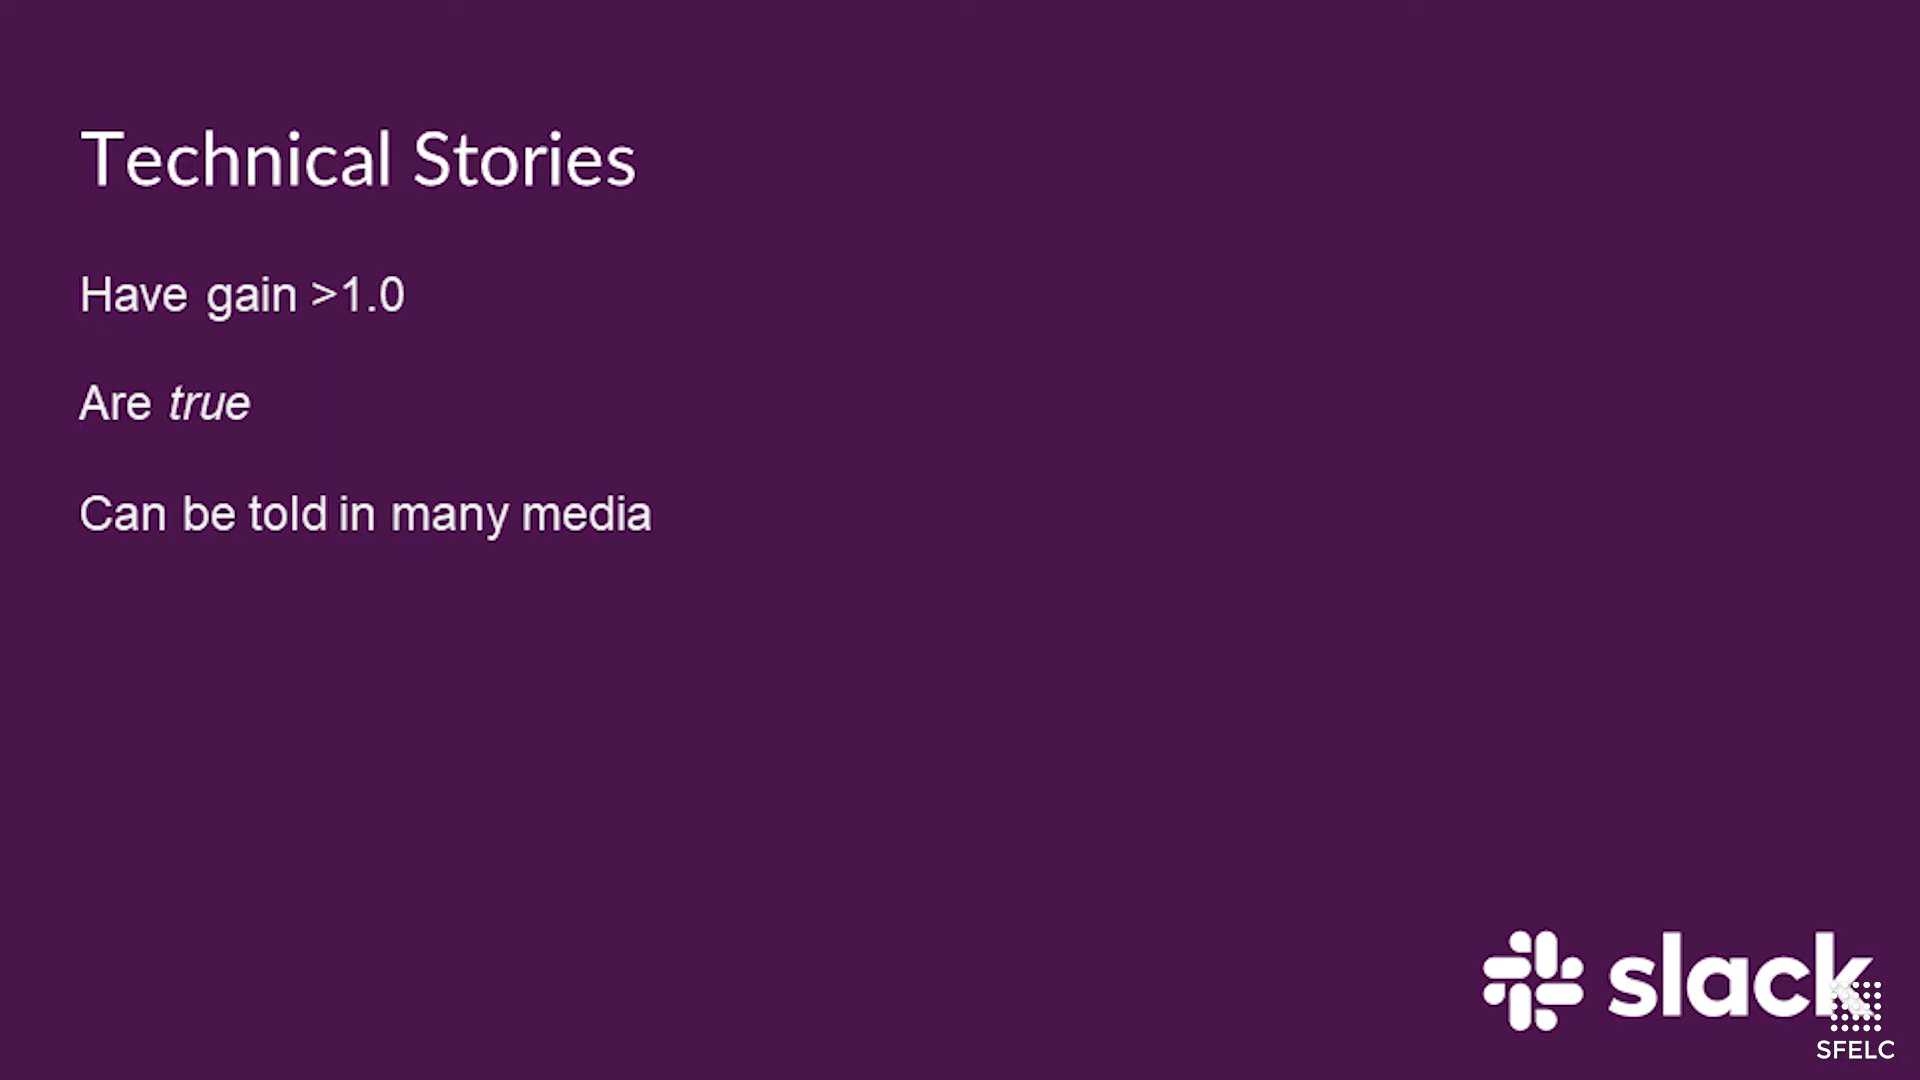 Technical Stories
Have gain >1.0
Are true
Can be told in many media
slack
SFELC